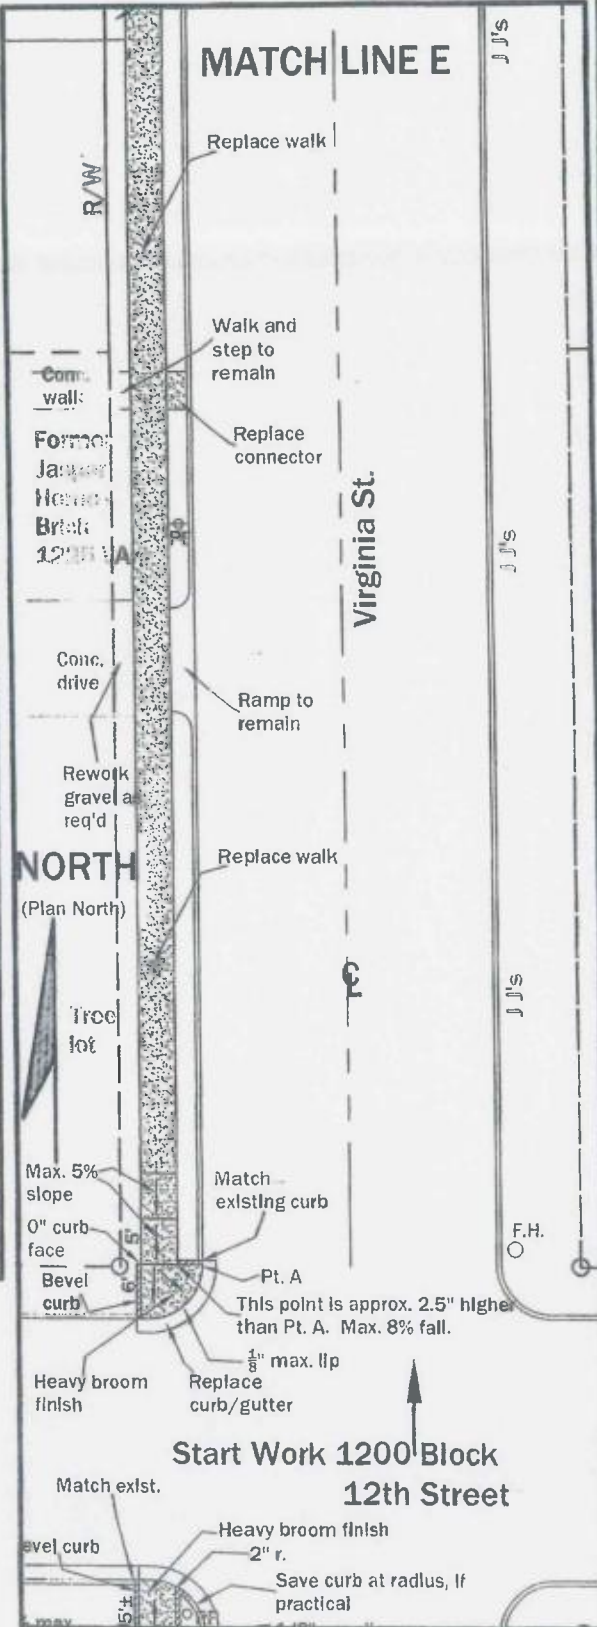 MATCH LINE E
J J's
Replace walk
R/W
Walk and
step to
remain
Conc.
walk
Replace
connector
Former
Jasper
Brick
Virginia St.
J J's
Conc.
drive
Ramp to
remain
Rework
gravel as
req'd
Replace walk
NORTH
(Plan North)
Tree
lot
J J's
Max. 5%
slope
Match
existing curb
0" curb
face
5'
F.H.
6'
Bevel
curb
Pt. A
This point is approx. 2.5" higher
than Pt. A. Max. 8% fall.
1/8" max. lip
Heavy broom
finish
Replace
curb/gutter
Start Work 1200 Block
12th Street
Match exist.
Heavy broom finish
evel curb
2" r.
Save curb at radius, if
practical
5'±
max